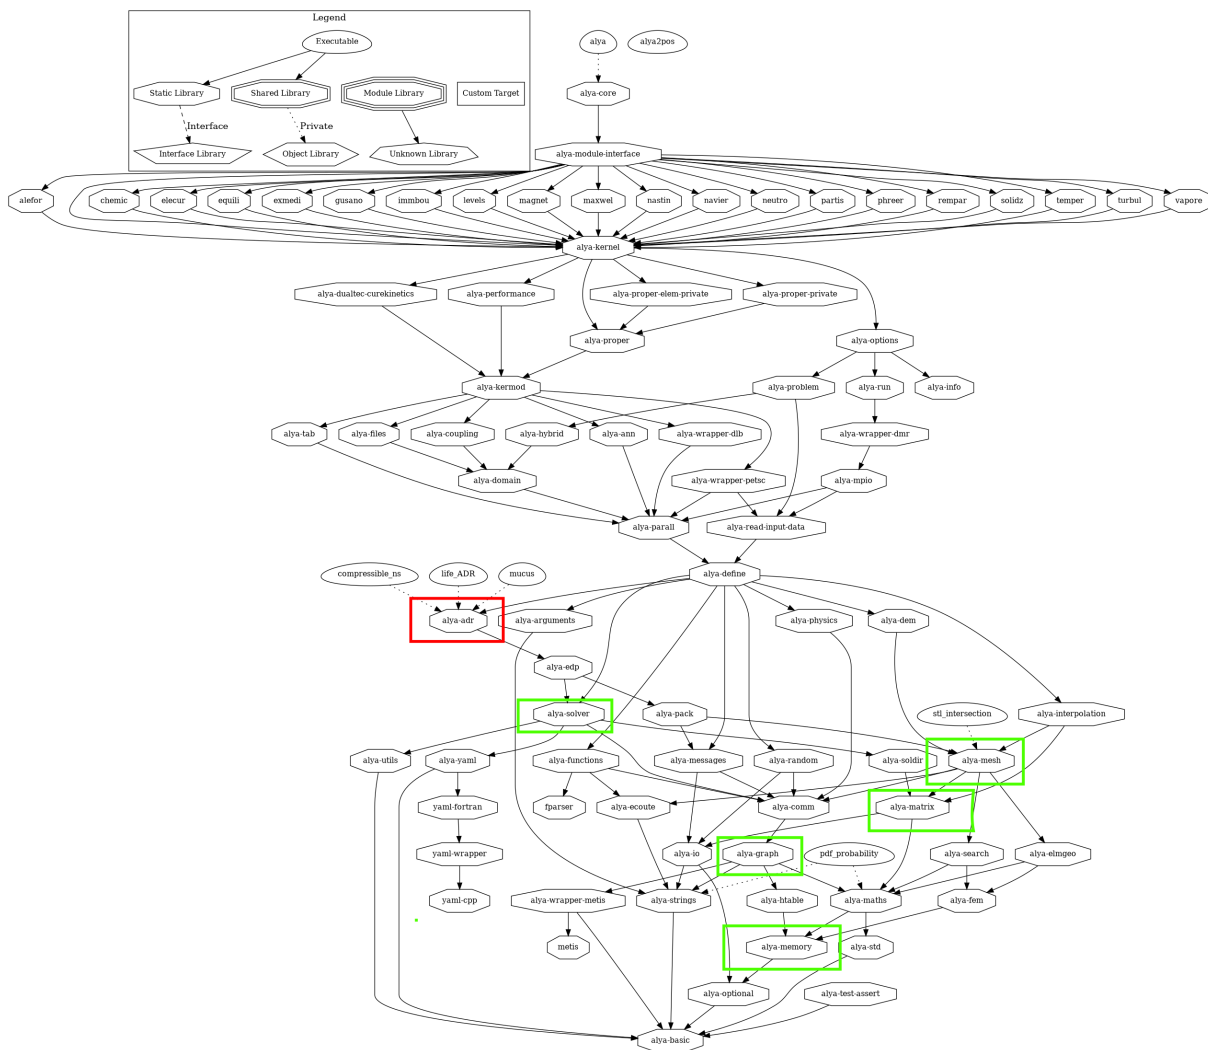 Legend
Executable
alya
alya2pos
Static Library
Shared Library
Module Library
Custom Target
alya-core
Interface
Private
Interface Library
Object Library
Unknown Library
alya-module-interface
alefor
chemic
elecur
equili
exmedi
gusano
immbou
levels
magnet
maxwel
nastin
navier
neutro
partis
phreer
rempar
solidz
temper
turbul
vapore
alya-kernel
alya-dualtec-curekinetics
alya-performance
alya-proper-elem-private
alya-proper-private
alya-proper
alya-options
alya-kermod
alya-problem
alya-run
alya-info
alya-tab
alya-files
alya-coupling
alya-hybrid
alya-ann
alya-wrapper-dlb
alya-wrapper-dmr
alya-domain
alya-wrapper-petsc
alya-mpio
alya-parall
alya-read-input-data
compressible_ns
life_ADR
mucus
alya-define
alya-adr
alya-arguments
alya-physics
alya-dem
alya-edp
alya-solver
alya-pack
stl_intersection
alya-interpolation
alya-utils
alya-yaml
alya-functions
alya-messages
alya-random
alya-soldir
alya-mesh
yaml-fortran
fparser
alya-ecoute
alya-comm
alya-matrix
yaml-wrapper
alya-io
alya-graph
pdf_probability
alya-search
alya-elmgeo
yaml-cpp
alya-wrapper-metis
alya-strings
alya-htable
alya-maths
alya-fem
metis
alya-memory
alya-std
alya-optional
alya-test-assert
alya-basic